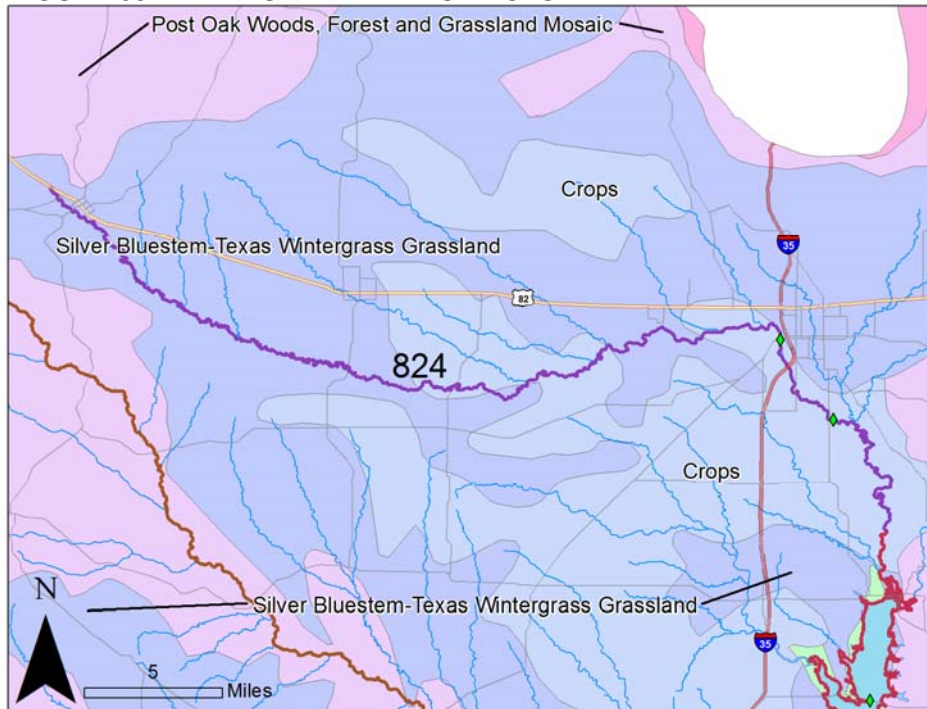 Post Oak Woods, Forest and Grassland Mosaic
Crops
Silver Bluestem-Texas Wintergrass Grassland
35
82
824
Crops
N
Silver Bluestem-Texas Wintergrass Grassland
35
5
Miles